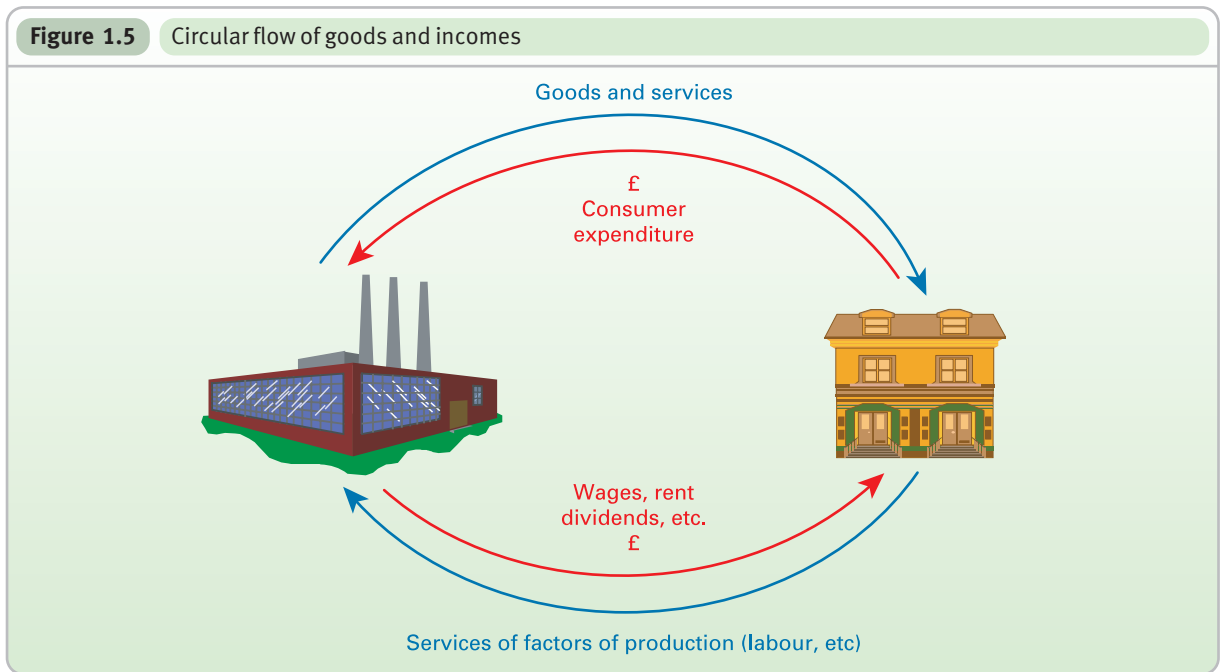 Figure 1.5
Circular flow of goods and incomes
Goods and services
£
Consumer
expenditure
Wages, rent
dividends, etc.
£
Services of factors of production (labour, etc)